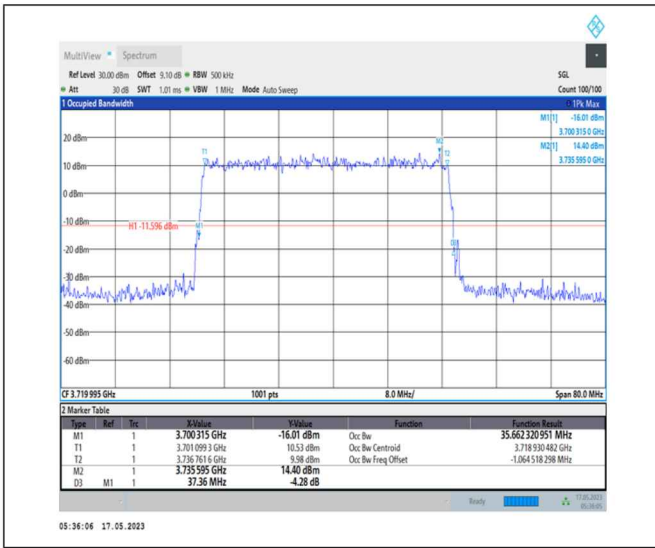 MultiView Spectrum
Ref Level 30.00 dBm Offset 9.10 dB RBW 500 kHz SGL
Att 30 dB SWT 1.01 ms VBW 1 MHz Mode Auto Sweep Count 100/100
1 Occupied Bandwidth 1Pk Max
M1[1] -16.01 dBm
3.700 315 0 GHz
M2[1] 14.40 dBm
3.735 595 0 GHz
20 dBm
M2
T1 T2
10 dBm
0 dBm
-10 dBm
H1 -11.596 dBm M1
-20 dBm
D3
-30 dBm
-40 dBm
-50 dBm
-60 dBm
CF 3.719 995 GHz 1001 pts 8.0 MHz/ Span 80.0 MHz
2 Marker Table
Type Ref Trc X-Value Y-Value Function Function Result
M1 1 3.700315 GHz -16.01 dBm Occ Bw 35.662 320 951 MHz
T1 1 3.701 099 3 GHz 10.53 dBm Occ Bw Centroid 3.718 930 482 GHz
T2 1 3.736 761 6 GHz 9.98 dBm Occ Bw Freq Offset -1.064 518 298 MHz
M2 1 3.735 595 GHz 14.40 dBm
D3 M1 1 37.36 MHz -4.28 dB
Ready 17.05.2023
05:36:05
05:36:06 17.05.2023